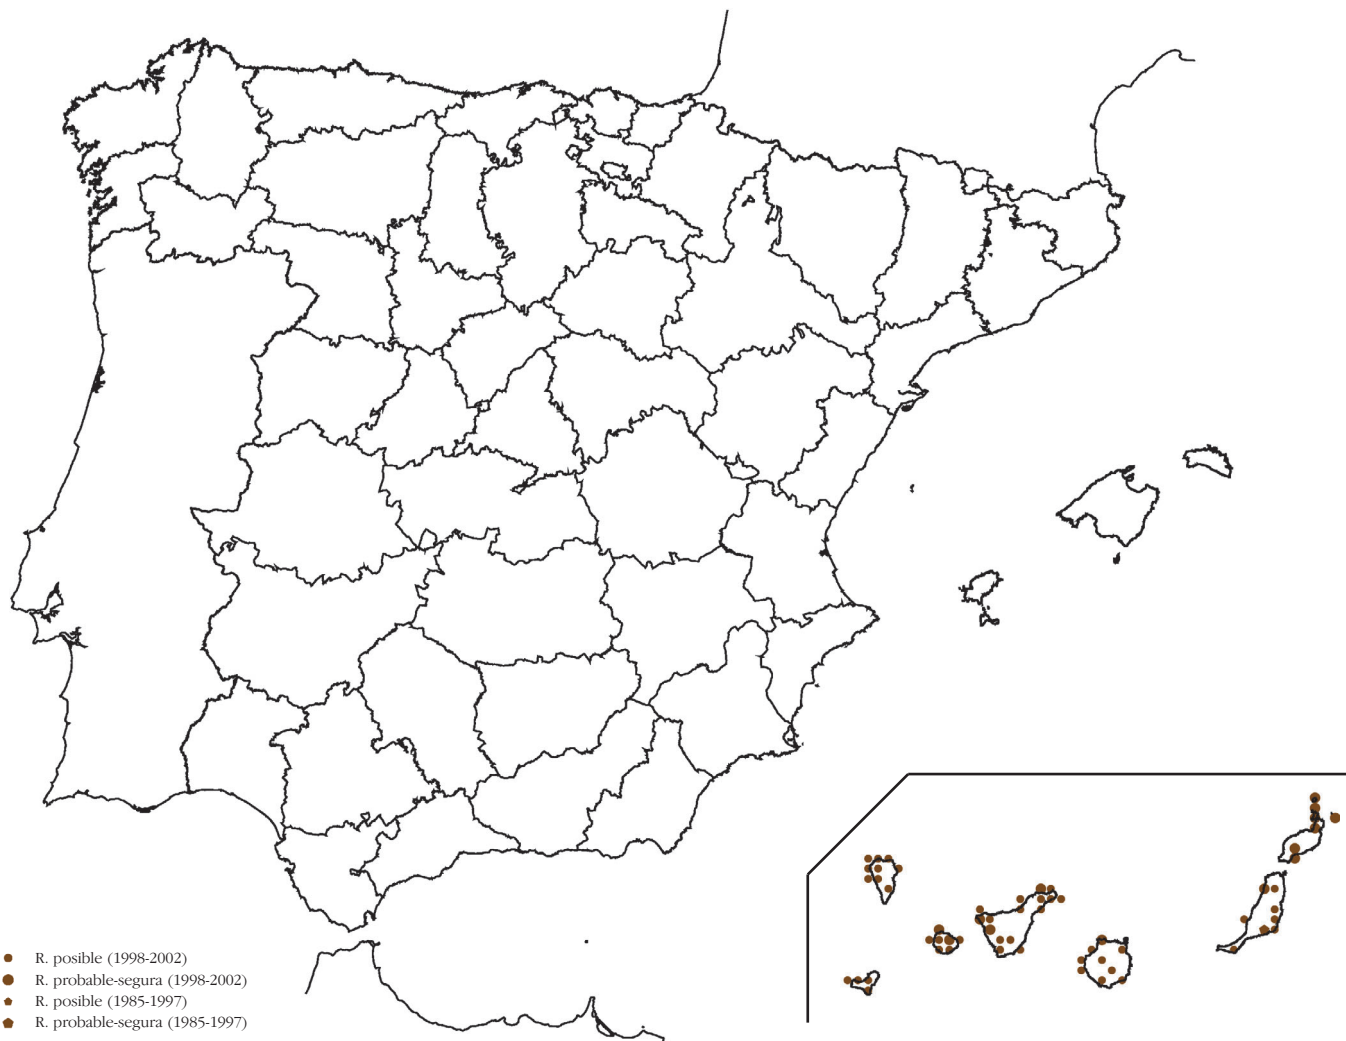 R. posible (1998-2002)
R. probable-segura (1998-2002)
R. posible (1985-1997)
R. probable-segura (1985-1997)